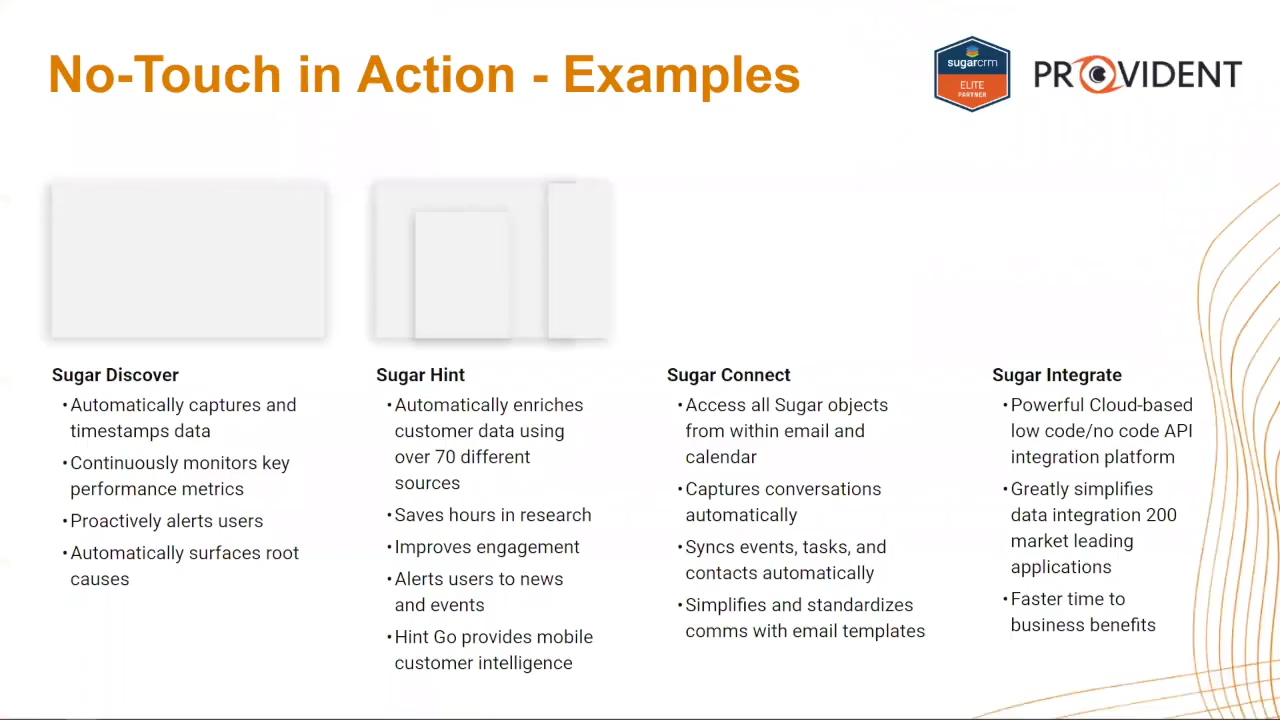 No-Touch in Action - Examples
sugarcrm
ELITE
PARTNER
PROVIDENT
Sugar Discover
•Automatically captures and
timestamps data
•Continuously monitors key
performance metrics
•Proactively alerts users
•Automatically surfaces root
causes
Sugar Hint
•Automatically enriches
customer data using
over 70 different
sources
•Saves hours in research
•Improves engagement
•Alerts users to news
and events
•Hint Go provides mobile
customer intelligence
Sugar Connect
•Access all Sugar objects
from within email and
calendar
•Captures conversations
automatically
•Syncs events, tasks, and
contacts automatically
•Simplifies and standardizes
comms with email templates
Sugar Integrate
•Powerful Cloud-based
low code/no code API
integration platform
•Greatly simplifies
data integration 200
market leading
applications
•Faster time to
business benefits